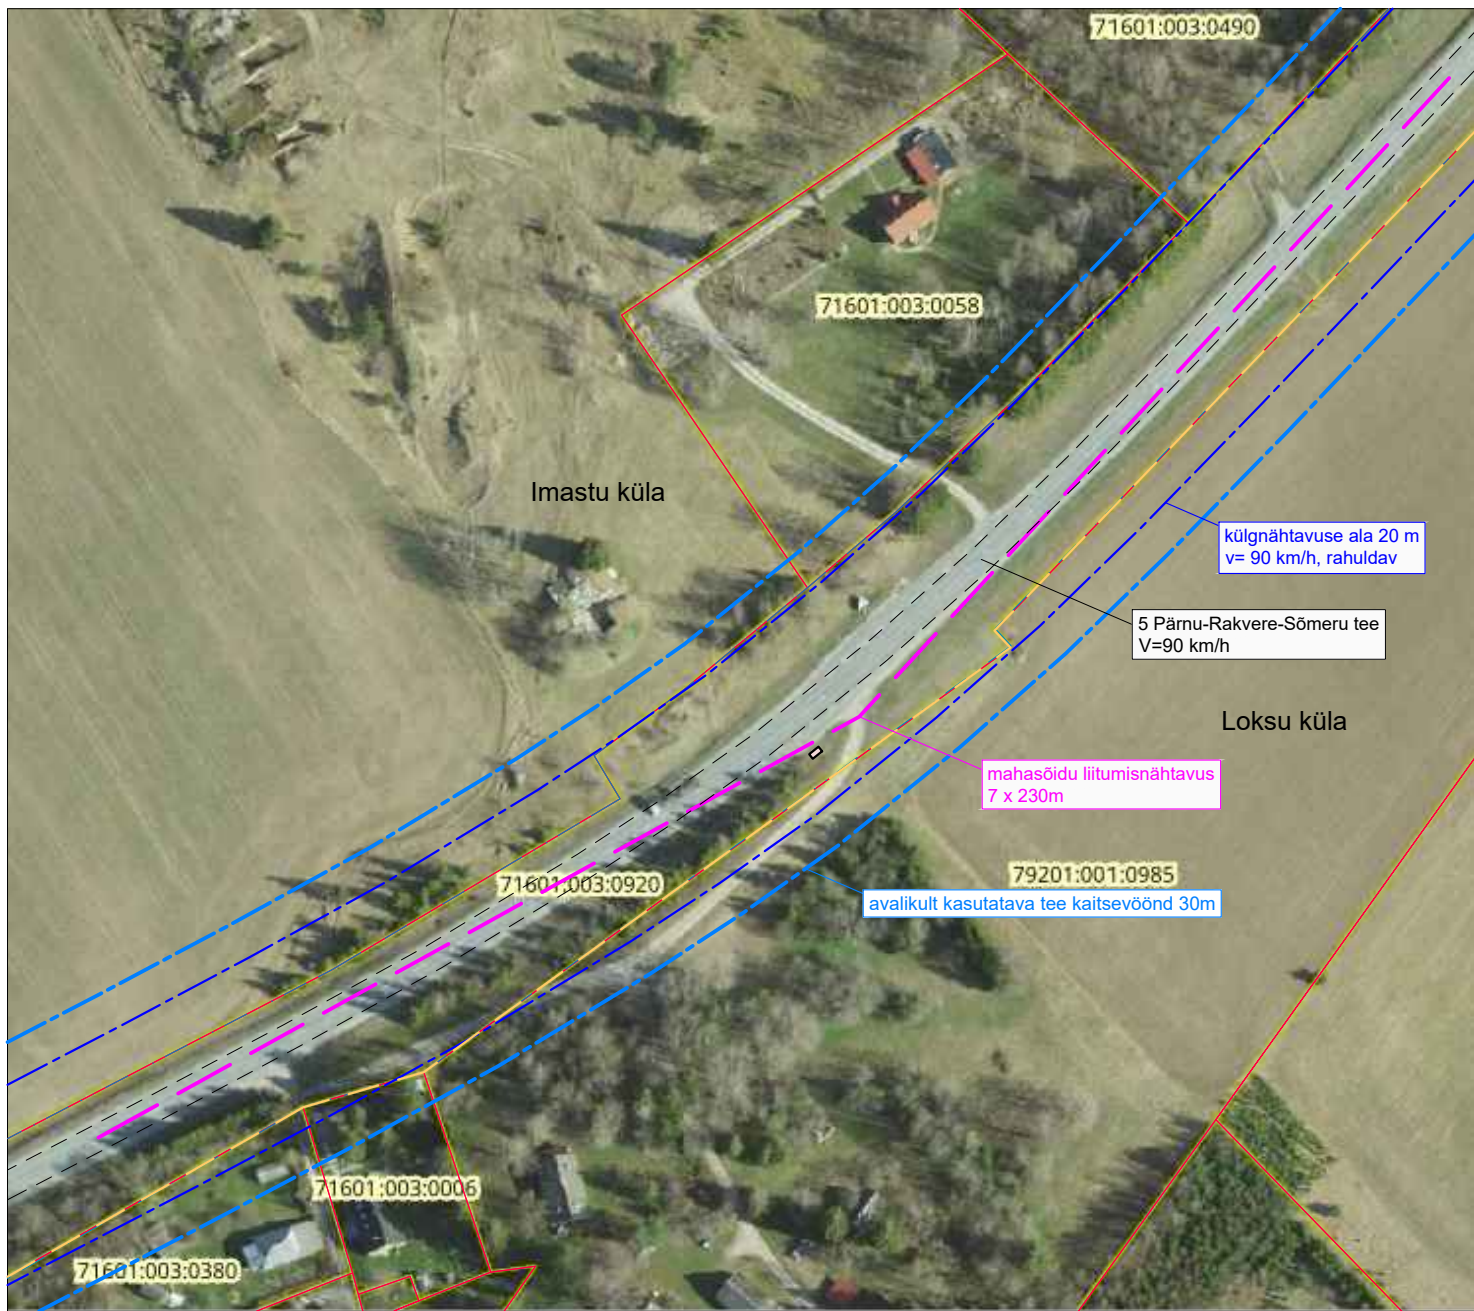 71601:003:0490
71601:003:0058
Imastu küla
külgnähtavuse ala 20 m
v= 90 km/h, rahuldav
5 Pärnu-Rakvere-Sõmeru tee
V=90 km/h
Loksu küla
mahasõidu liitumisnähtavus
7 x 230m
71601:003:0920
79201:001:0985
avalikult kasutatava tee kaitsevöönd 30m
71601:003:0006
71601:003:0380